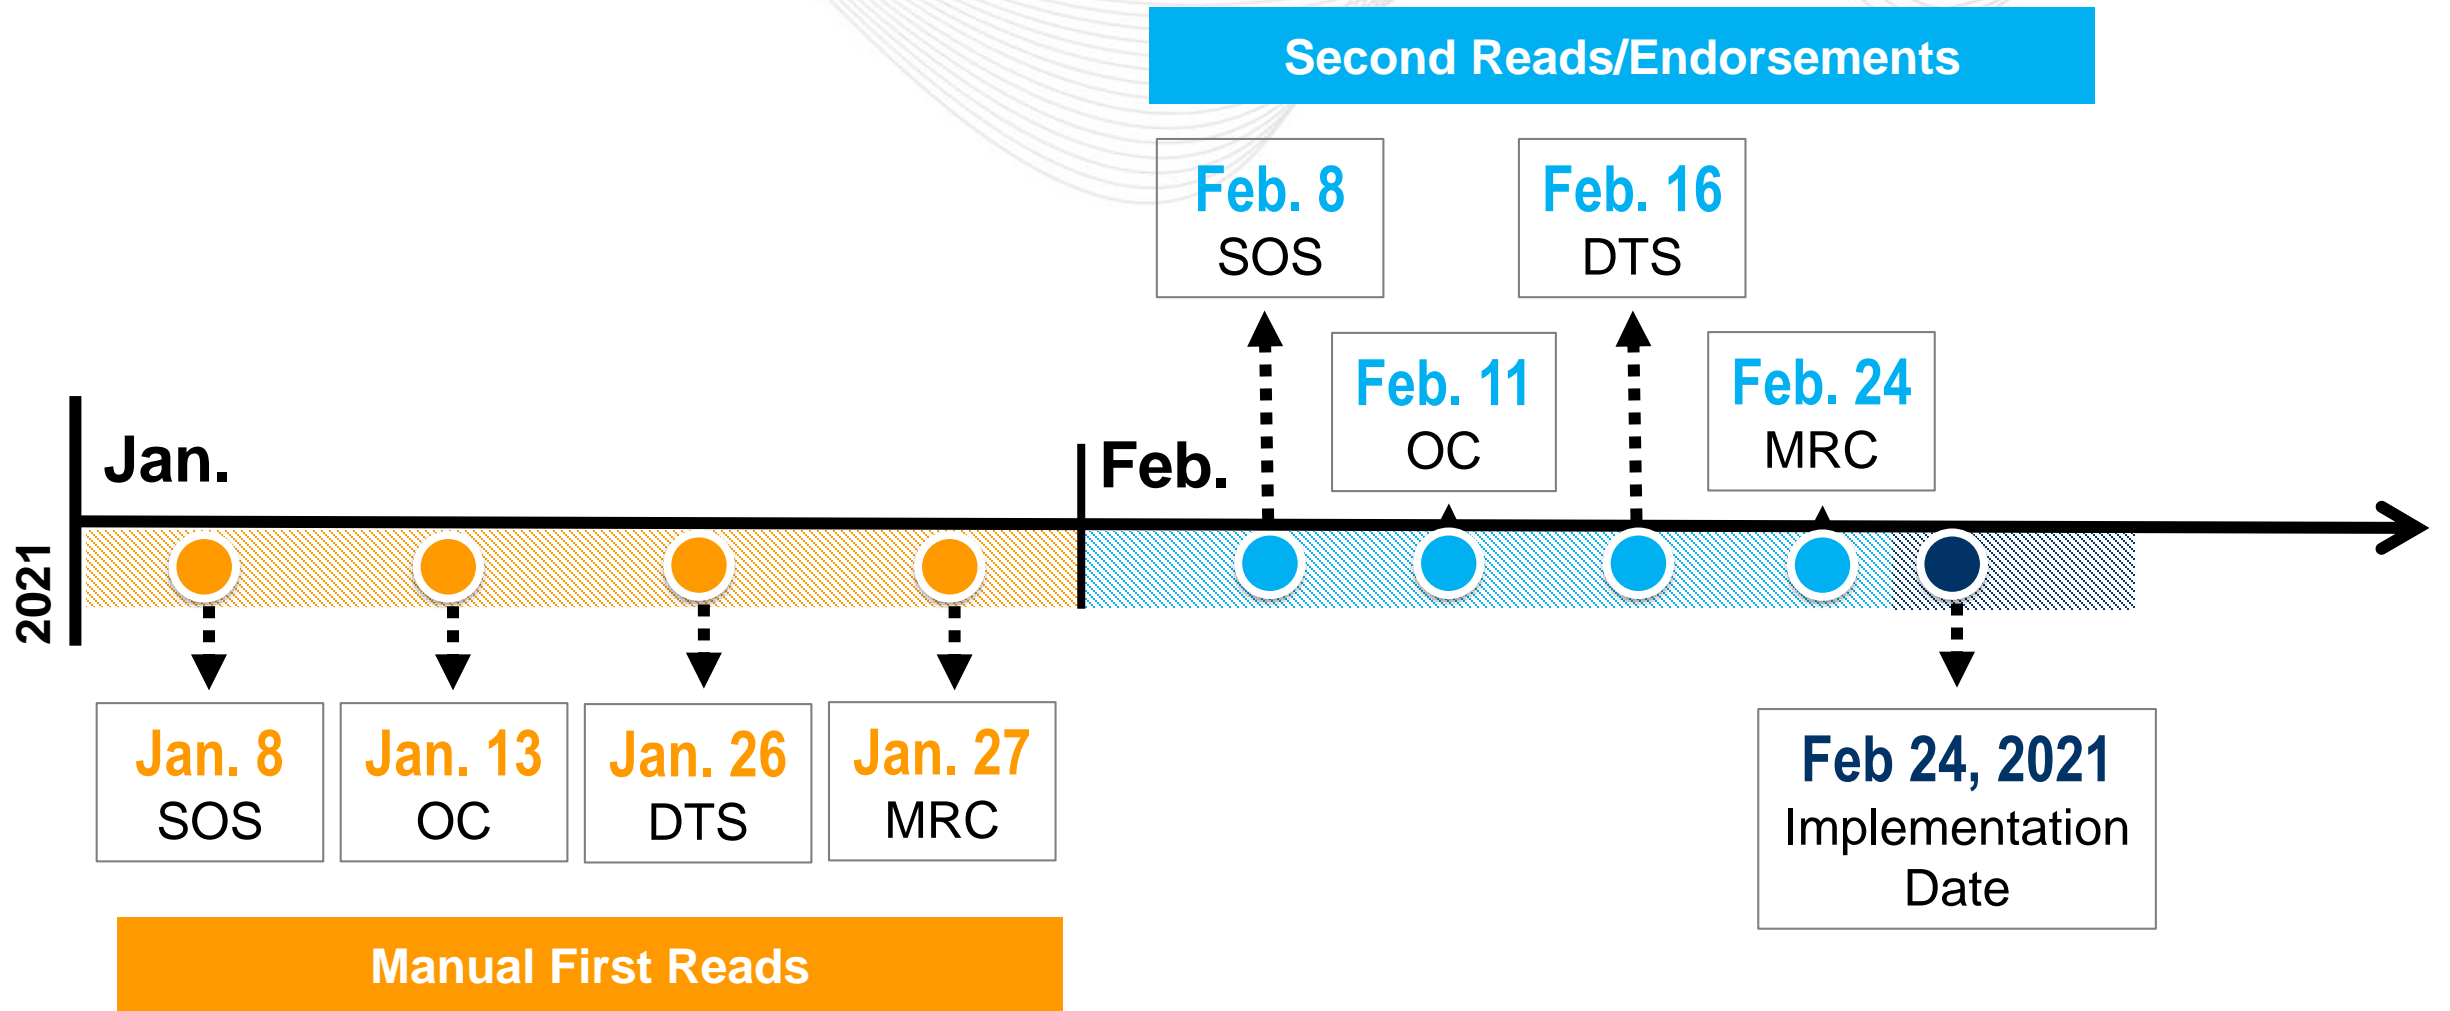 Second Reads/Endorsements
Feb. 8
SOS
Feb. 16
DTS
Feb. 11
OC
Feb. 24
MRC
Jan.
Feb.
2021
Jan. 8
SOS
Jan. 13
OC
Jan. 26
DTS
Jan. 27
MRC
Feb 24, 2021
Implementation
Date
Manual First Reads